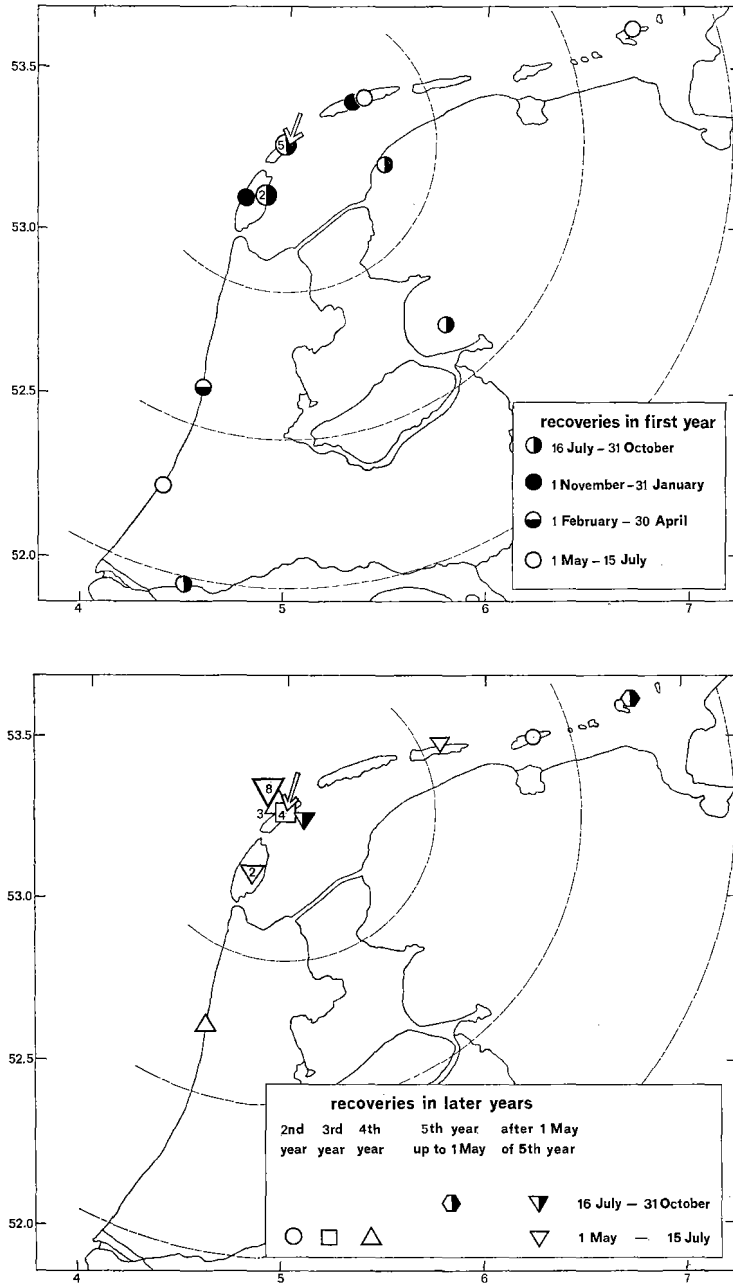 53.5
53.0
52.5
52.0
5
2
4
5
6
7
recoveries in first year
16 July – 31 October
1 November – 31 January
1 February – 30 April
1 May – 15 July
53.5
53.0
52.5
52.0
8
3
4
2
4
5
6
7
recoveries in later years
2nd 3rd 4th 5th year after 1 May
year year year up to 1 May of 5th year
16 July – 31 October
1 May – 15 July